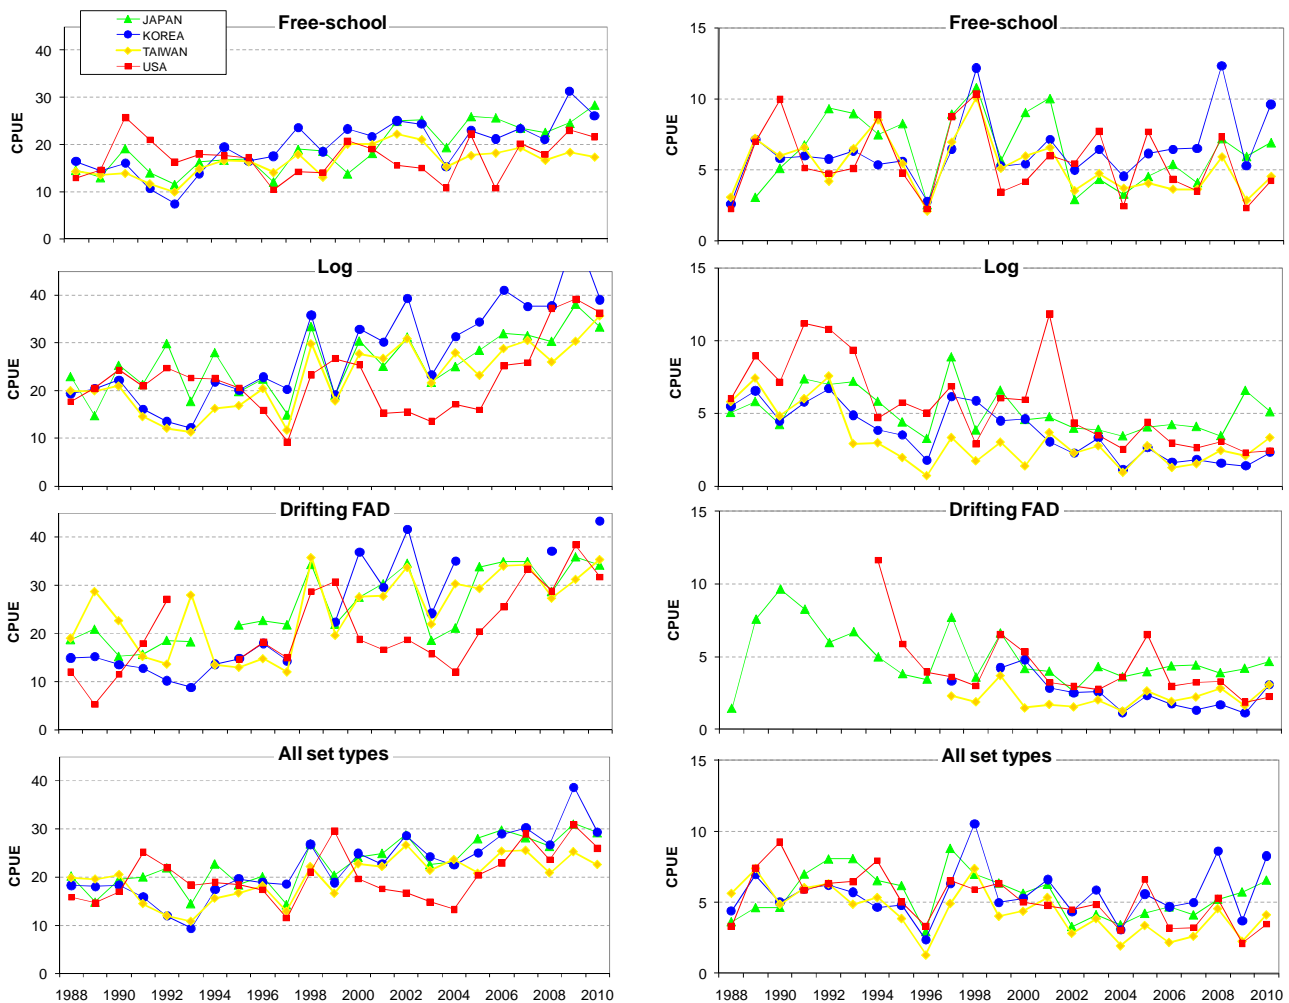 Free-school
JAPAN
KOREA
TAIWAN
USA
CPUE
40
30
20
10
0
Free-school
CPUE
15
10
5
0
Log
CPUE
40
30
20
10
0
Log
CPUE
15
10
5
0
Drifting FAD
CPUE
40
30
20
10
0
Drifting FAD
CPUE
15
10
5
0
All set types
CPUE
40
30
20
10
0
1988 1990 1992 1994 1996 1998 2000 2002 2004 2006 2008 2010
All set types
CPUE
15
10
5
0
1988 1990 1992 1994 1996 1998 2000 2002 2004 2006 2008 2010